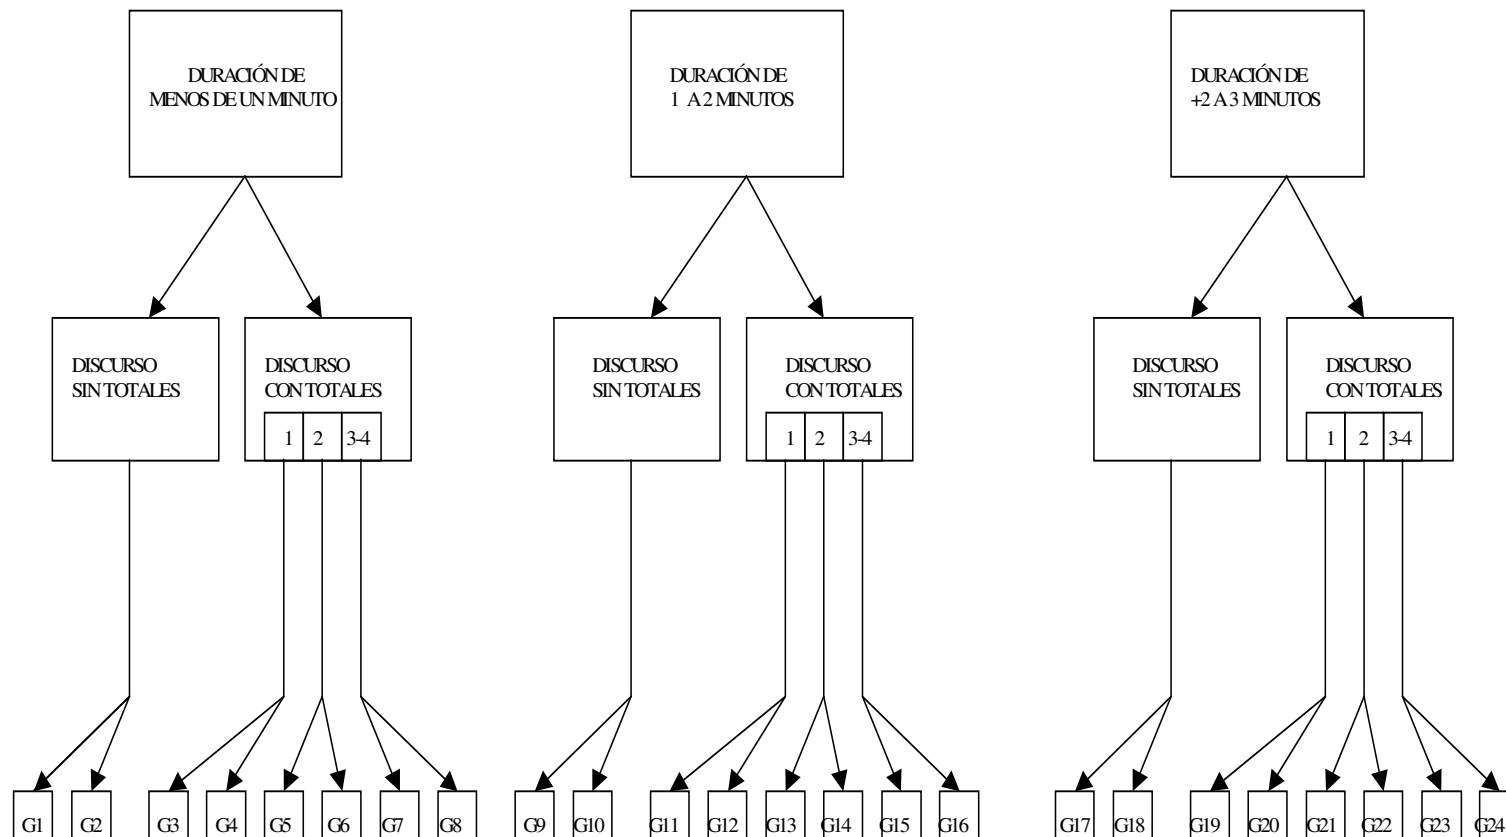 DURACIÓN DE
MENOS DE UN MINUTO
DURACIÓN DE
1 A 2 MINUTOS
DURACIÓN DE
+2 A 3 MINUTOS
DISCURSO
SIN TOTALES
DISCURSO
CON TOTALES
1 2 3-4
DISCURSO
SIN TOTALES
DISCURSO
CON TOTALES
1 2 3-4
DISCURSO
SIN TOTALES
DISCURSO
CON TOTALES
1 2 3-4
G1 G2 G3 G4 G5 G6 G7 G8 G9 G10 G11 G12 G13 G14 G15 G16 G17 G18 G19 G20 G21 G22 G23 G24